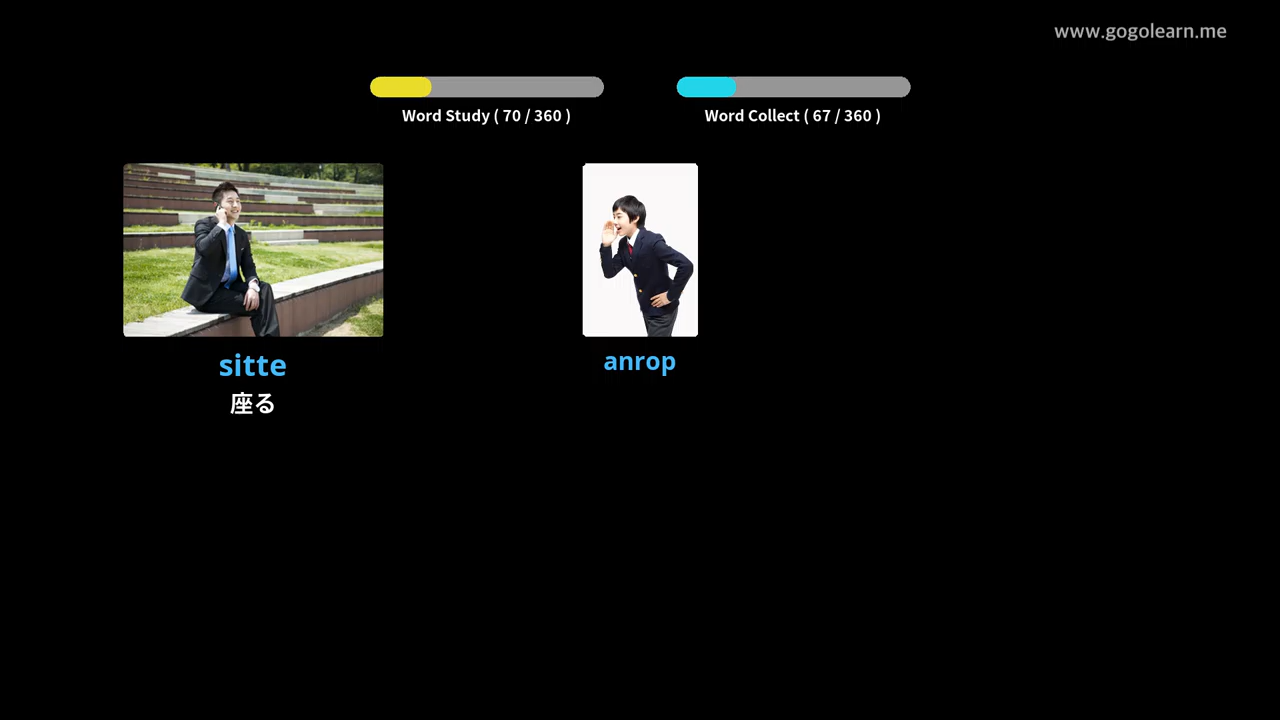 www.gogolearn.me
Word Study ( 70 / 360 )
Word Collect ( 67 / 360 )
sitte
座る
anrop